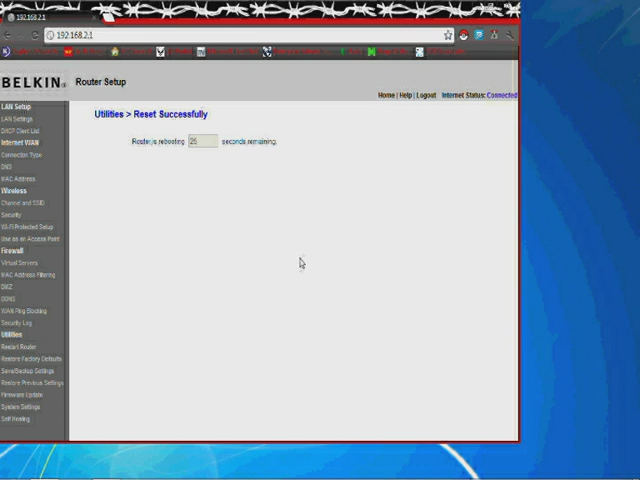 192.168.2.1
192.168.2.1
BELKIN
Router Setup
Home | Help | Logout Internet Status: Connected
LAN Setup
LAN Settings
DHCP Client List
Internet WAN
Connection Type
DNS
MAC Address
Wireless
Channel and SSID
Security
Wi-Fi Protected Setup
Use as an Access Point
Firewall
Virtual Servers
MAC Address Filtering
DMZ
DDNS
WAN Ping Blocking
Security Log
Utilities
Restart Router
Restore Factory Defaults
Save/Backup Settings
Restore Previous Settings
Firmware Update
System Settings
Self Healing
Utilities > Reset Successfully
Router is rebooting 25 seconds remaining.